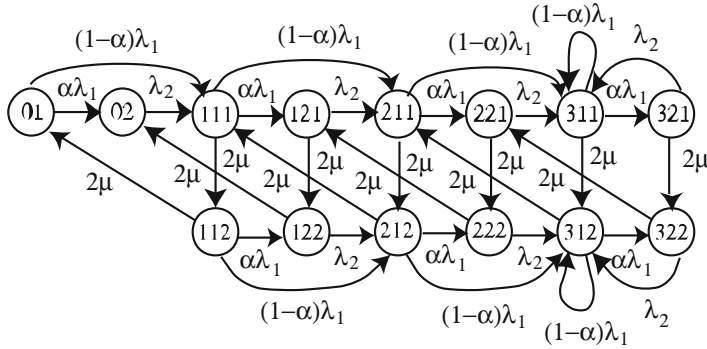 (1−α)λ₁ (1−α)λ₁ (1−α)λ₁ (1−α)λ₁ λ₂
αλ₁ λ₂ αλ₁ λ₂ αλ₁ λ₂ αλ₁
01 02 111 121 211 221 311 321
2μ 2μ 2μ 2μ 2μ 2μ 2μ 2μ 2μ 2μ 2μ 2μ
112 122 212 222 312 322
αλ₁ λ₂ αλ₁ λ₂ αλ₁
(1−α)λ₁ (1−α)λ₁ (1−α)λ₁ λ₂